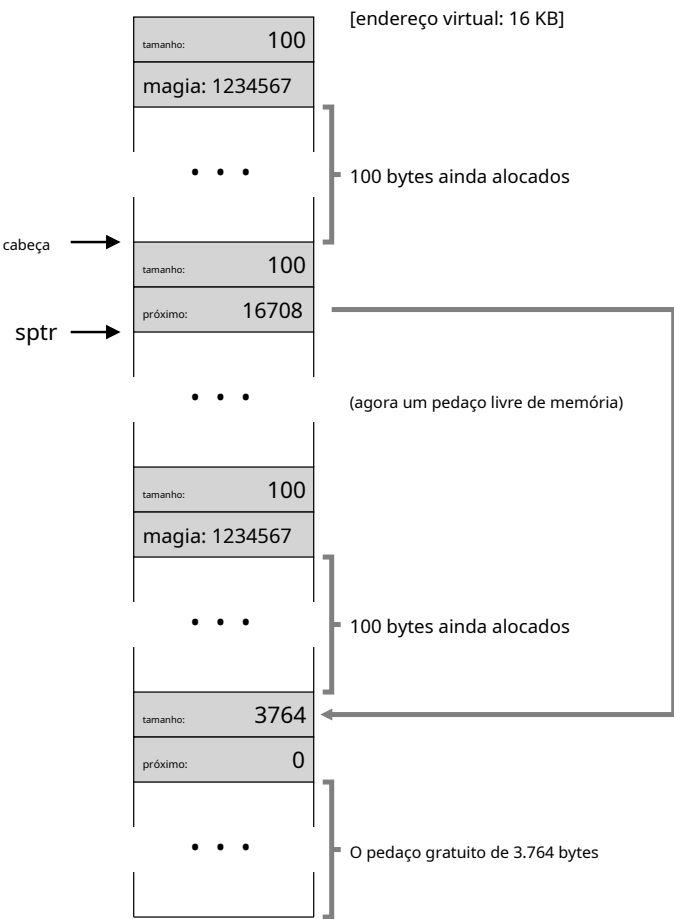 [endereço virtual: 16 KB]
tamanho: 100
magia: 1234567
• • •
100 bytes ainda alocados
cabeça
tamanho: 100
próximo: 16708
sptr
• • •
(agora um pedaço livre de memória)
tamanho: 100
magia: 1234567
• • •
100 bytes ainda alocados
tamanho: 3764
próximo: 0
• • •
O pedaço gratuito de 3.764 bytes